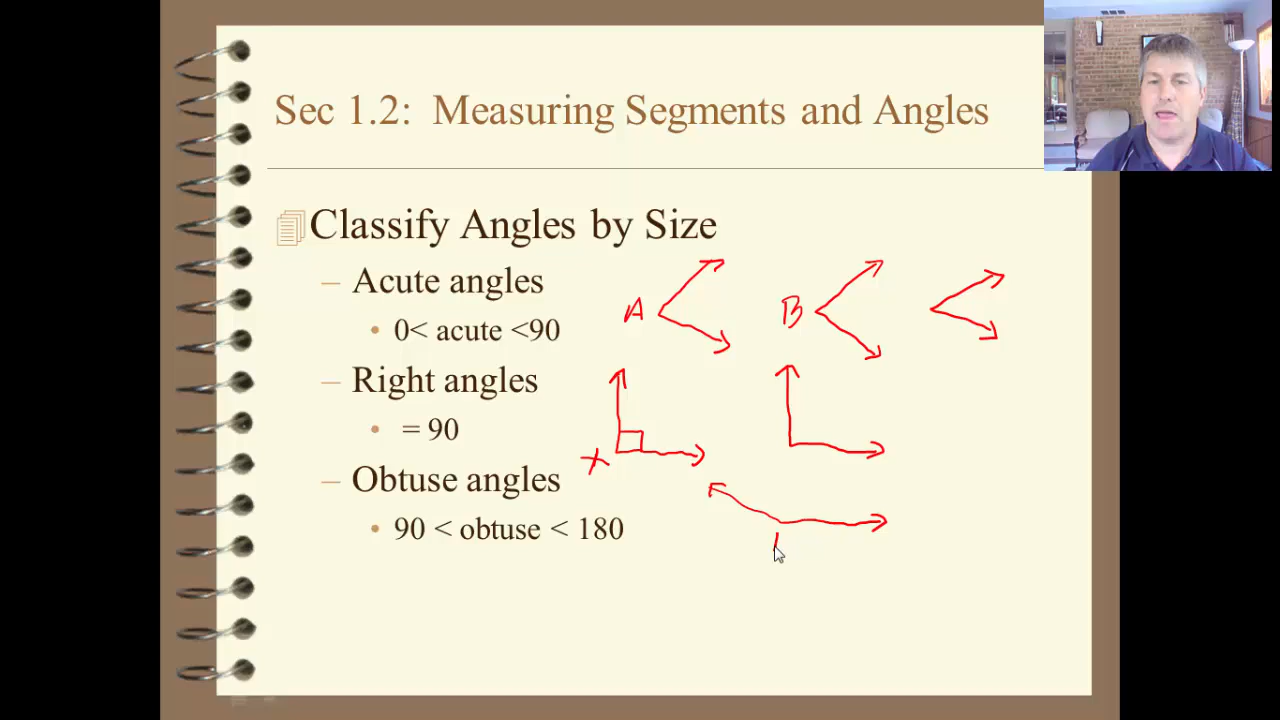 Sec 1.2: Measuring Segments and Angles
Classify Angles by Size
– Acute angles
• 0< acute <90
A
B
– Right angles
• = 90
X
– Obtuse angles
• 90 < obtuse < 180